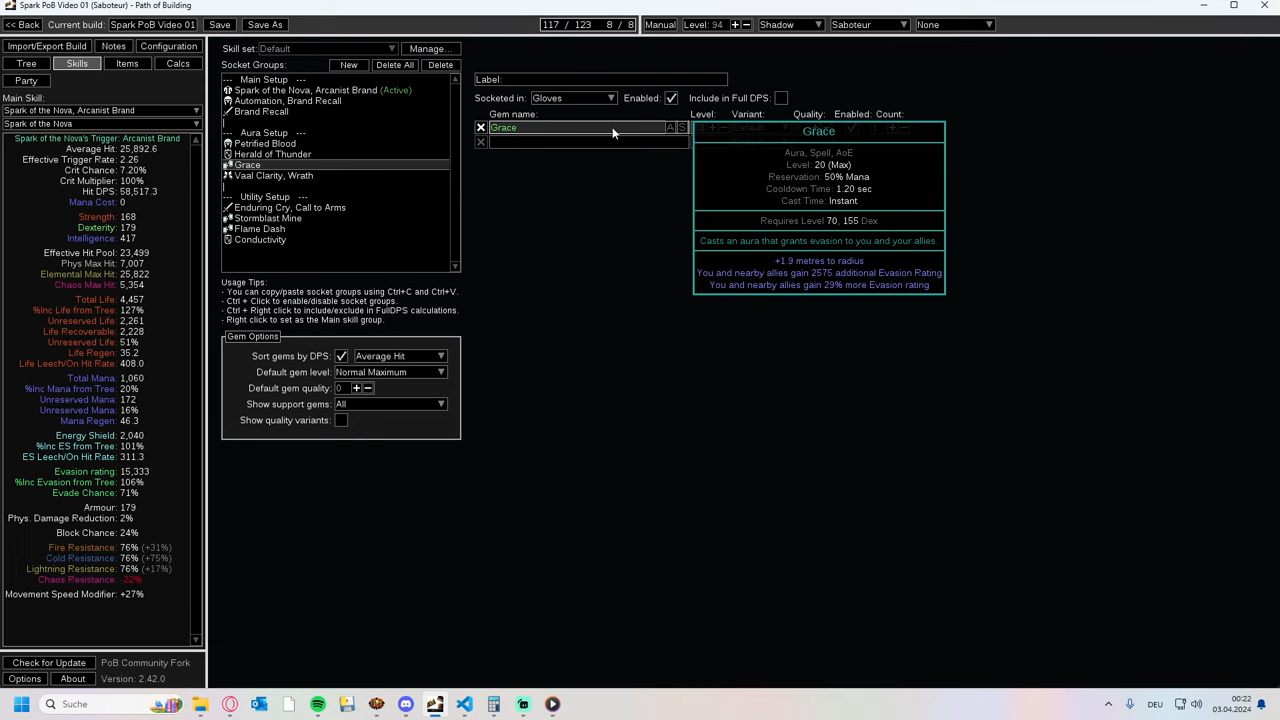 Spark PoB Video 01 (Saboteur) - Path of Building
<< Back Current build: Spark PoB Video 01 Save Save As 117 / 123 8 / 8 Manual Level: 94 Shadow Saboteur None
Import/Export Build Notes Configuration
Tree Skills Items Calcs
Party
Main Skill:
Spark of the Nova, Arcanist Brand
Spark of the Nova
Spark of the Nova's Trigger: Arcanist Brand
Average Hit: 25,892.6
Effective Trigger Rate: 2.26
Crit Chance: 7.20%
Crit Multiplier: 100%
Hit DPS: 58,517.3
Mana Cost: 0
Strength: 168
Dexterity: 179
Intelligence: 417
Effective Hit Pool: 23,499
Phys Max Hit: 7,007
Elemental Max Hit: 25,822
Chaos Max Hit: 5,354
Total Life: 4,457
%Inc Life from Tree: 127%
Unreserved Life: 2,261
Life Recoverable: 2,228
Unreserved Life: 51%
Life Regen: 35.2
Life Leech/On Hit Rate: 408.0
Total Mana: 1,060
%Inc Mana from Tree: 20%
Unreserved Mana: 172
Unreserved Mana: 16%
Mana Regen: 46.3
Energy Shield: 2,040
%Inc ES from Tree: 101%
ES Leech/On Hit Rate: 311.3
Evasion rating: 15,333
%Inc Evasion from Tree: 106%
Evade Chance: 71%
Armour: 179
Phys. Damage Reduction: 2%
Block Chance: 24%
Fire Resistance: 76% (+31%)
Cold Resistance: 76% (+75%)
Lightning Resistance: 76% (+17%)
Chaos Resistance: -22%
Movement Speed Modifier: +27%
Check for Update PoB Community Fork
Options About Version: 2.42.0
Skill set: Default Manage...
Socket Groups: New Delete All Delete
--- Main Setup ---
Spark of the Nova, Arcanist Brand (Active)
Automation, Brand Recall
Brand Recall
--- Aura Setup ---
Petrified Blood
Herald of Thunder
Grace
Vaal Clarity, Wrath
--- Utility Setup ---
Enduring Cry, Call to Arms
Stormblast Mine
Flame Dash
Conductivity
Usage Tips:
- You can copy/paste socket groups using Ctrl+C and Ctrl+V.
- Ctrl + Click to enable/disable socket groups.
- Ctrl + Right click to include/exclude in FullDPS calculations.
- Right click to set as the Main skill group.
Gem Options
Sort gems by DPS: Average Hit
Default gem level: Normal Maximum
Default gem quality: 0
Show support gems: All
Show quality variants:
Label:
Socketed in: Gloves Enabled: Include in Full DPS:
Gem name: Level: Variant: Quality: Enabled: Count:
Grace A S Default
Grace
Aura, Spell, AoE
Level: 20 (Max)
Reservation: 50% Mana
Cooldown Time: 1.20 sec
Cast Time: Instant
Requires Level 70, 155 Dex
Casts an aura that grants evasion to you and your allies.
+1.9 metres to radius
You and nearby allies gain 2575 additional Evasion Rating
You and nearby allies gain 29% more Evasion rating
Suche DEU 00:22
03.04.2024